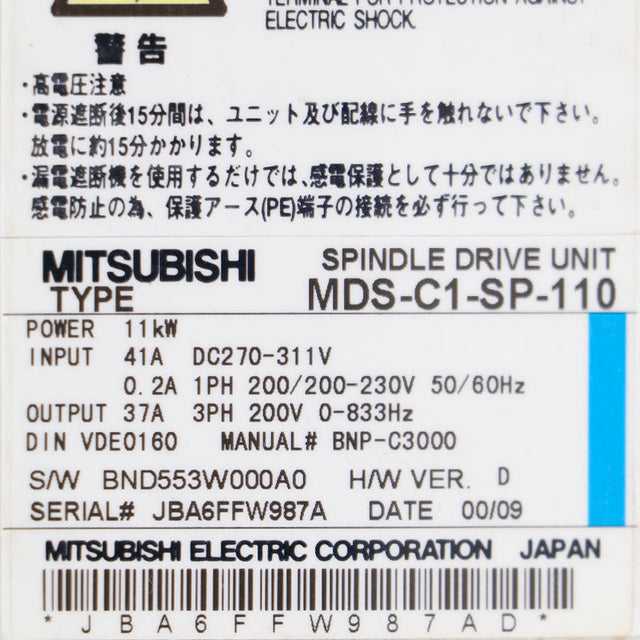 TERMINAL FOR PROTECTION AGAINST
ELECTRIC SHOCK.
警告
・高電圧注意
・電源遮断後15分間は、ユニット及び配線に手を触れないで下さい。
放電に約15分かかります。
・漏電遮断機を使用するだけでは、感電保護として十分ではありません。
感電防止の為、保護アース(PE)端子の接続を必ず行って下さい。
MITSUBISHI SPINDLE DRIVE UNIT
TYPE MDS-C1-SP-110
POWER 11kW
INPUT 41A DC270-311V
0.2A 1PH 200/200-230V 50/60Hz
OUTPUT 37A 3PH 200V 0-833Hz
DIN VDE0160 MANUAL# BNP-C3000
S/W BND553W000A0 H/W VER. D
SERIAL# JBA6FFW987A DATE 00/09
MITSUBISHI ELECTRIC CORPORATION JAPAN
*JBA6FFW987AD*